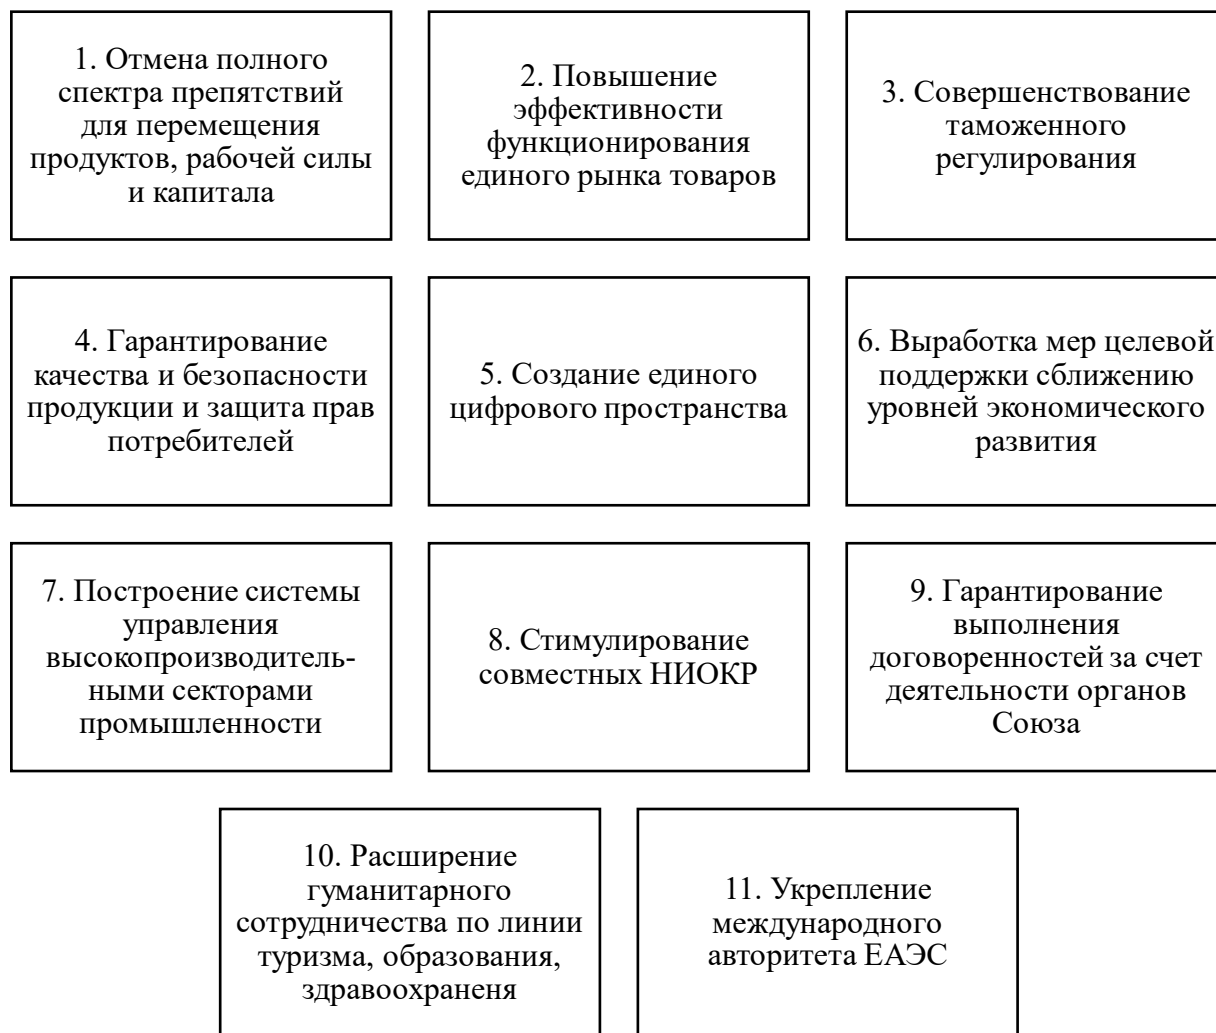 1. Отмена полного
спектра препятствий
для перемещения
продуктов, рабочей силы
и капитала
2. Повышение
эффективности
функционирования
единого рынка товаров
3. Совершенствование
таможенного
регулирования
4. Гарантирование
качества и безопасности
продукции и защита прав
потребителей
5. Создание единого
цифрового пространства
6. Выработка мер целевой
поддержки сближению
уровней экономического
развития
7. Построение системы
управления
высокопроизводитель-
ными секторами
промышленности
8. Стимулирование
совместных НИОКР
9. Гарантирование
выполнения
договоренностей за счет
деятельности органов
Союза
10. Расширение
гуманитарного
сотрудничества по линии
туризма, образования,
здравоохраненя
11. Укрепление
международного
авторитета ЕАЭС